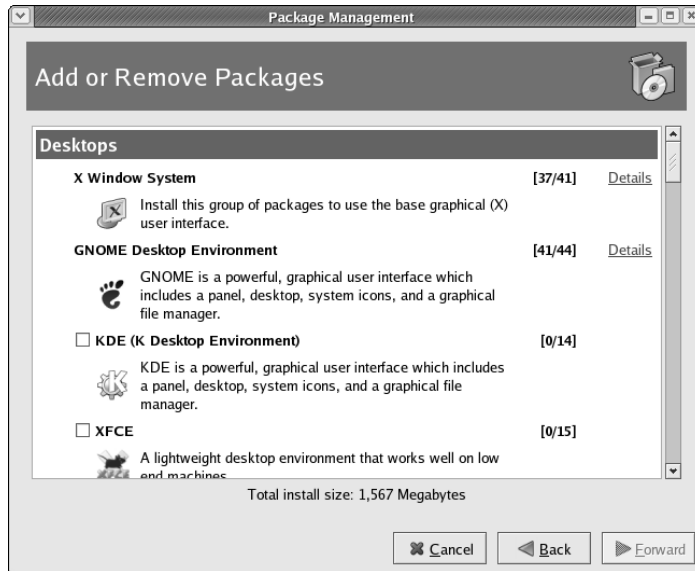 Package Management
Add or Remove Packages
Desktops
X Window System [37/41] Details
Install this group of packages to use the base graphical (X)
user interface.
GNOME Desktop Environment [41/44] Details
GNOME is a powerful, graphical user interface which
includes a panel, desktop, system icons, and a graphical
file manager.
KDE (K Desktop Environment) [0/14]
KDE is a powerful, graphical user interface which includes
a panel, desktop, system icons, and a graphical file
manager.
XFCE [0/15]
A lightweight desktop environment that works well on low
end machines
Total install size: 1,567 Megabytes
Cancel Back Forward